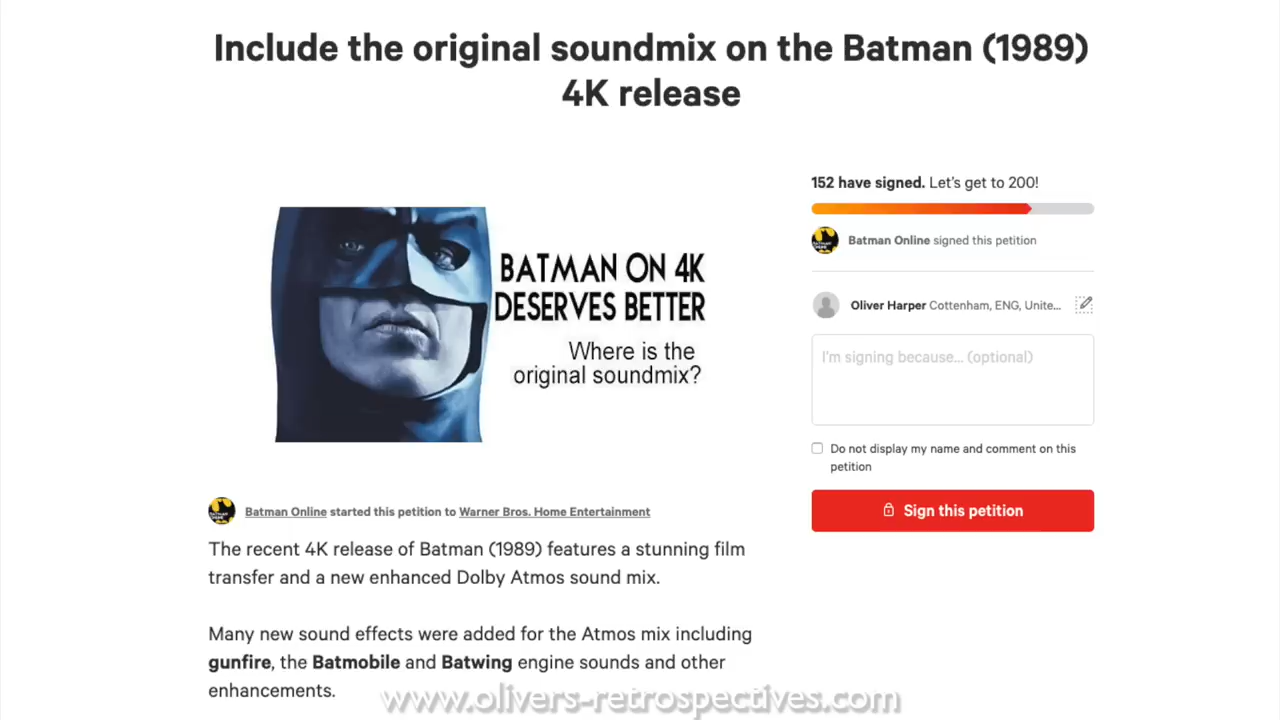 Include the original soundmix on the Batman (1989)
4K release
152 have signed. Let's get to 200!
Batman Online signed this petition
BATMAN ON 4K
DESERVES BETTER
Where is the
original soundmix?
Oliver Harper Cottenham, ENG, Unite...
I'm signing because... (optional)
Do not display my name and comment on this
petition
Sign this petition
Batman Online started this petition to Warner Bros. Home Entertainment
The recent 4K release of Batman (1989) features a stunning film
transfer and a new enhanced Dolby Atmos sound mix.
Many new sound effects were added for the Atmos mix including
gunfire, the Batmobile and Batwing engine sounds and other
enhancements.
www.olivers-retrospectives.com